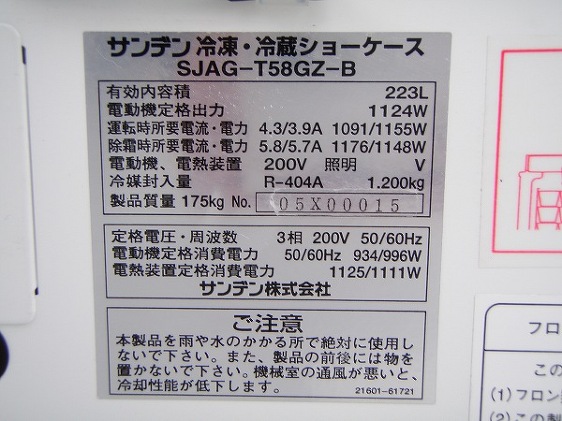 サンデン 冷凍・冷蔵ショーケース
SJAG-T58GZ-B
有効内容積 223L
電動機定格出力 1124W
運転時所要電流・電力 4.3/3.9A 1091/1155W
除霜時所要電流・電力 5.8/5.7A 1176/1148W
電動機、電熱装置 200V 照明 V
冷媒封入量 R-404A 1.200kg
製品質量 175kg No. 05X00015
定格電圧・周波数 3相 200V 50/60Hz
電動機定格消費電力 50/60Hz 934/996W
電熱装置定格消費電力 1125/1111W
サンデン株式会社
ご注意
本製品を雨や水のかかる所で絶対に使用し
ないで下さい。また、製品の前後には物を
置かないで下さい。機械室の通風が悪いと、
冷却性能が低下します。 21601-61721
フロ
この
(1)フロン
(2)この製